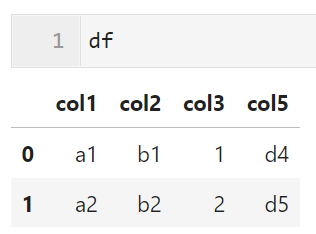 1 df
col1 col2 col3 col5
0 a1 b1 1 d4
1 a2 b2 2 d5